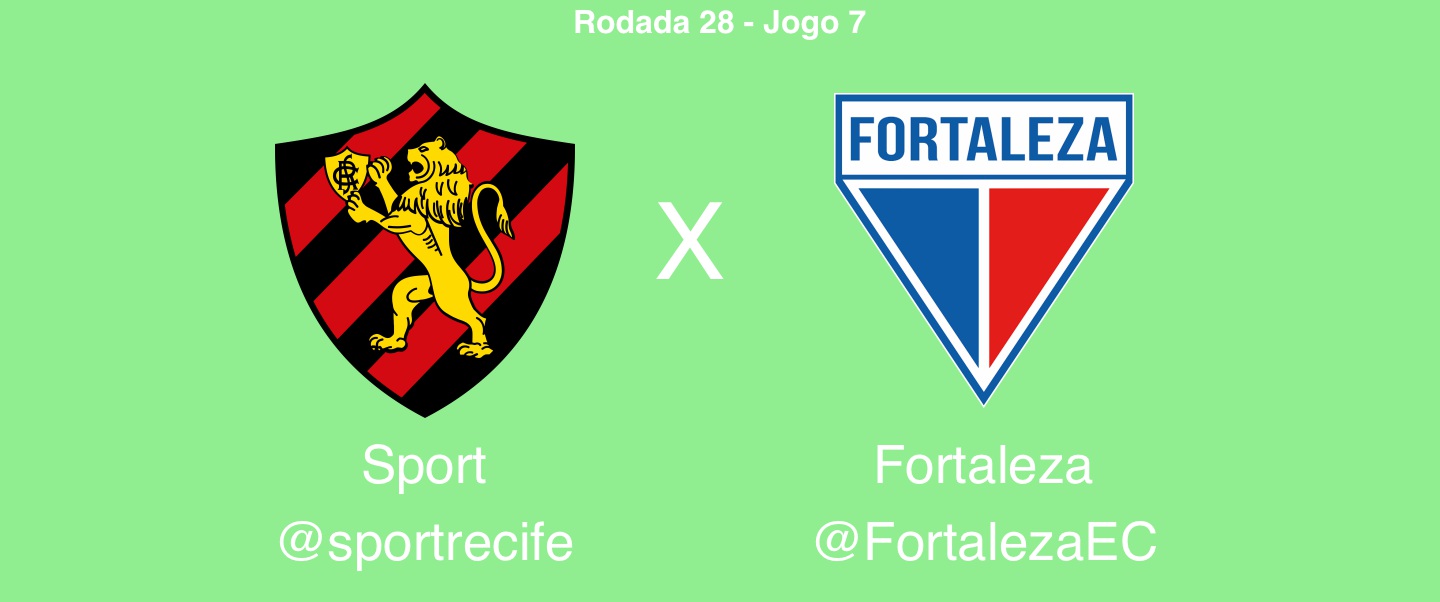 Rodada 28 - Jogo 7
FORTALEZA
X
Sport
Fortaleza
@sportrecife
@FortalezaEC